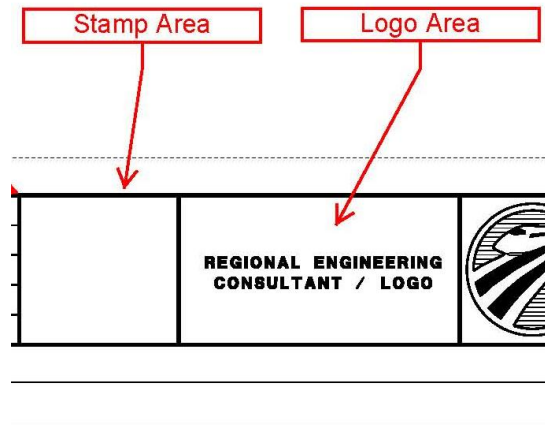 Stamp Area
Logo Area
REGIONAL ENGINEERING
CONSULTANT / LOGO